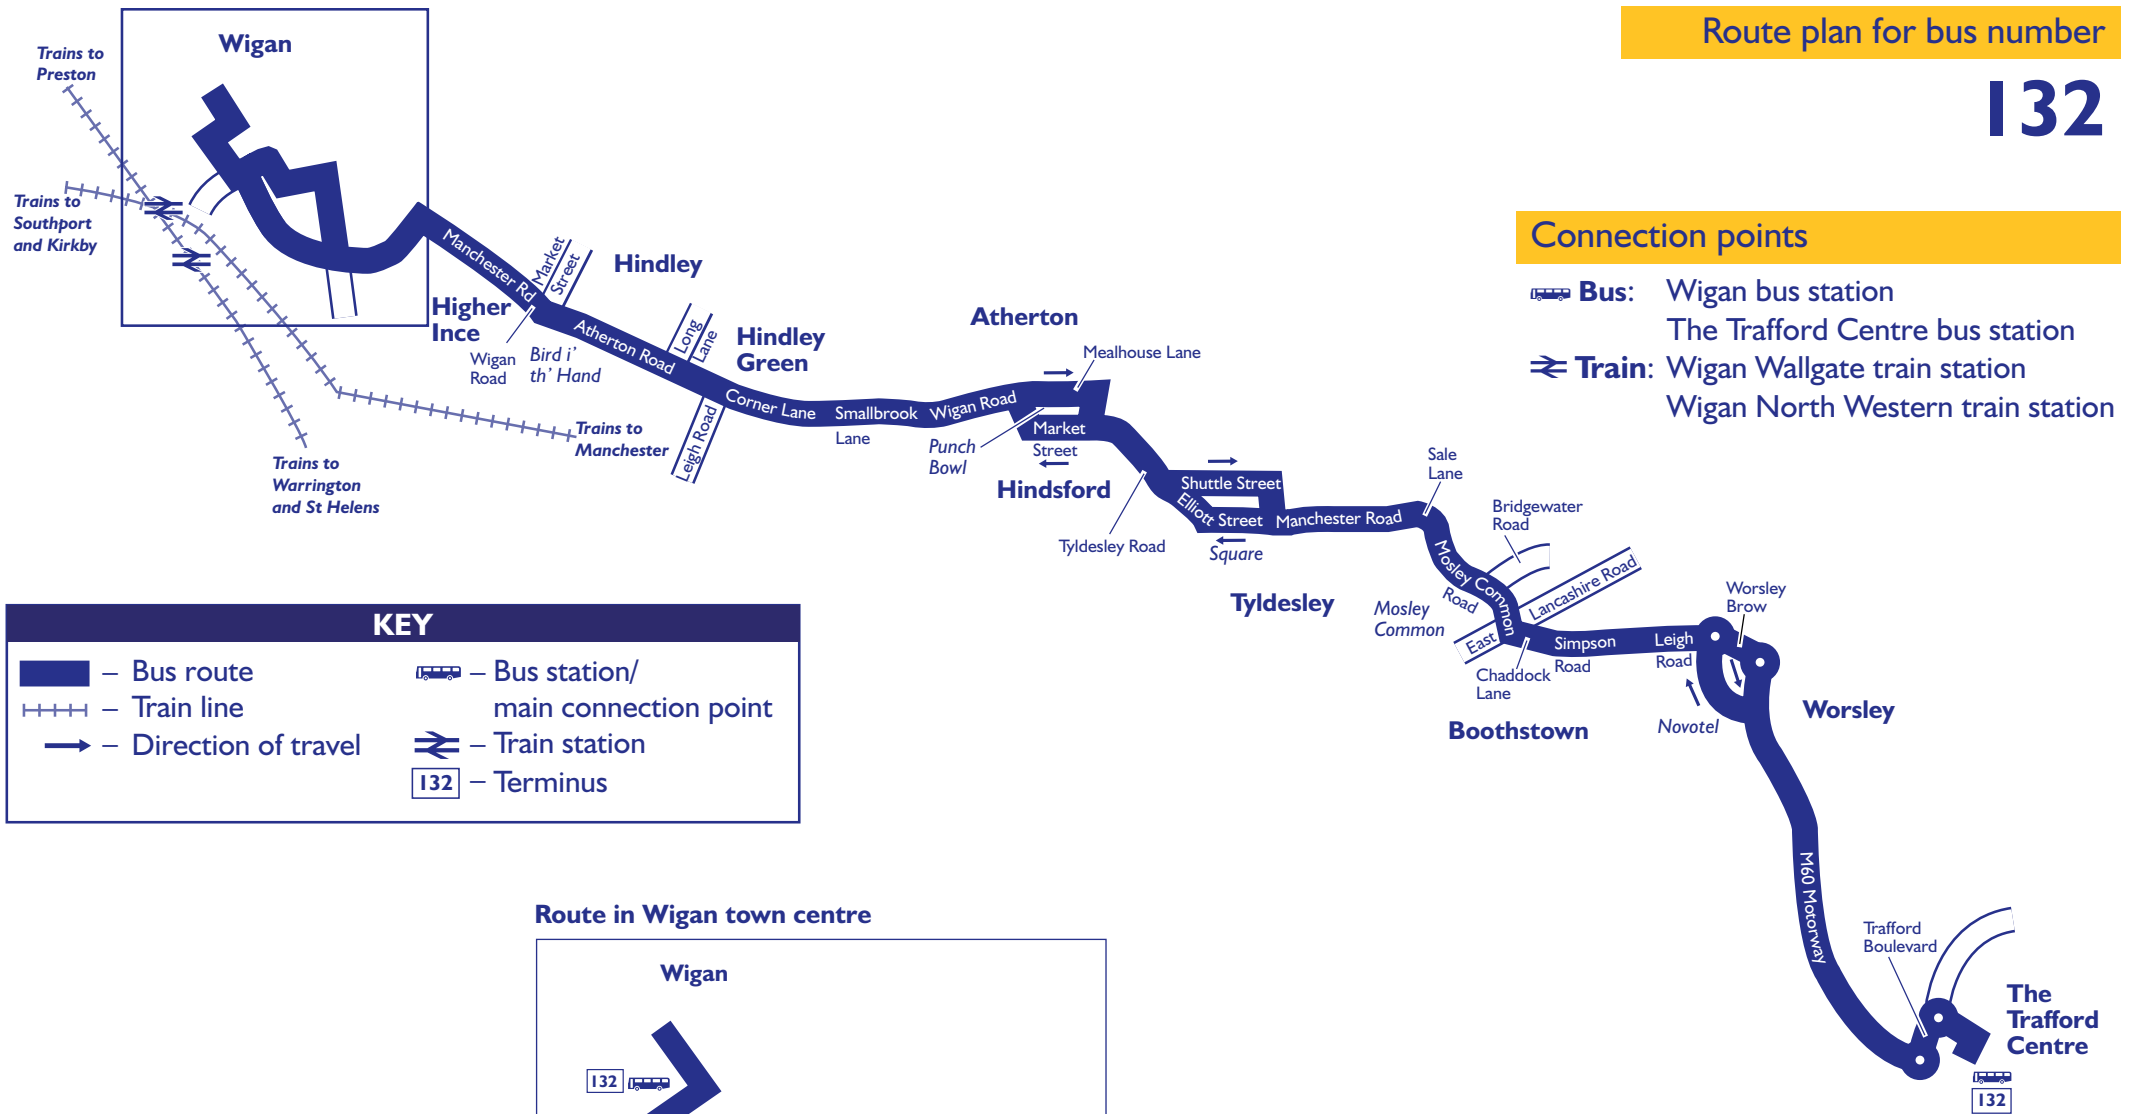 Route plan for bus number
132
Wigan
Trains to
Preston
Trains to
Southport
and Kirkby
Manchester Rd
Market
Street
Hindley
Higher
Ince
Wigan
Road
Bird i'
th' Hand
Atherton Road
Long
Lane
Hindley
Green
Leigh Road
Corner Lane
Smallbrook
Lane
Wigan Road
Trains to
Manchester
Trains to
Warrington
and St Helens
Atherton
Mealhouse Lane
Punch
Bowl
Market
Street
Hindsford
Tyldesley Road
Shuttle Street
Elliott Street
Square
Manchester Road
Tyldesley
Sale
Lane
Bridgewater
Road
Mosley Common
Road
Mosley
Common
East Lancashire Road
Chaddock
Lane
Boothstown
Simpson
Road
Leigh
Road
Worsley
Brow
Novotel
Worsley
M60 Motorway
Trafford
Boulevard
The
Trafford
Centre
132
Connection points
Bus: Wigan bus station
The Trafford Centre bus station
Train: Wigan Wallgate train station
Wigan North Western train station
KEY
– Bus route
– Train line
– Direction of travel
– Bus station/
main connection point
– Train station
132 – Terminus
Route in Wigan town centre
Wigan
132